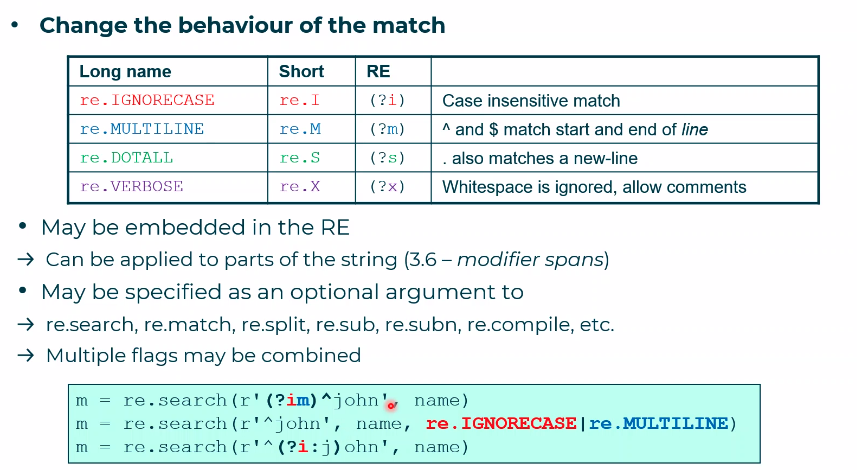 • Change the behaviour of the match
Long name Short RE
re.IGNORECASE re.I (?i) Case insensitive match
re.MULTILINE re.M (?m) ^ and $ match start and end of line
re.DOTALL re.S (?s) . also matches a new-line
re.VERBOSE re.X (?x) Whitespace is ignored, allow comments
• May be embedded in the RE
→ Can be applied to parts of the string (3.6 – modifier spans)
• May be specified as an optional argument to
→ re.search, re.match, re.split, re.sub, re.subn, re.compile, etc.
→ Multiple flags may be combined
m = re.search(r'(?im)^john', name)
m = re.search(r'^john', name, re.IGNORECASE|re.MULTILINE)
m = re.search(r'^(?i:j)ohn', name)